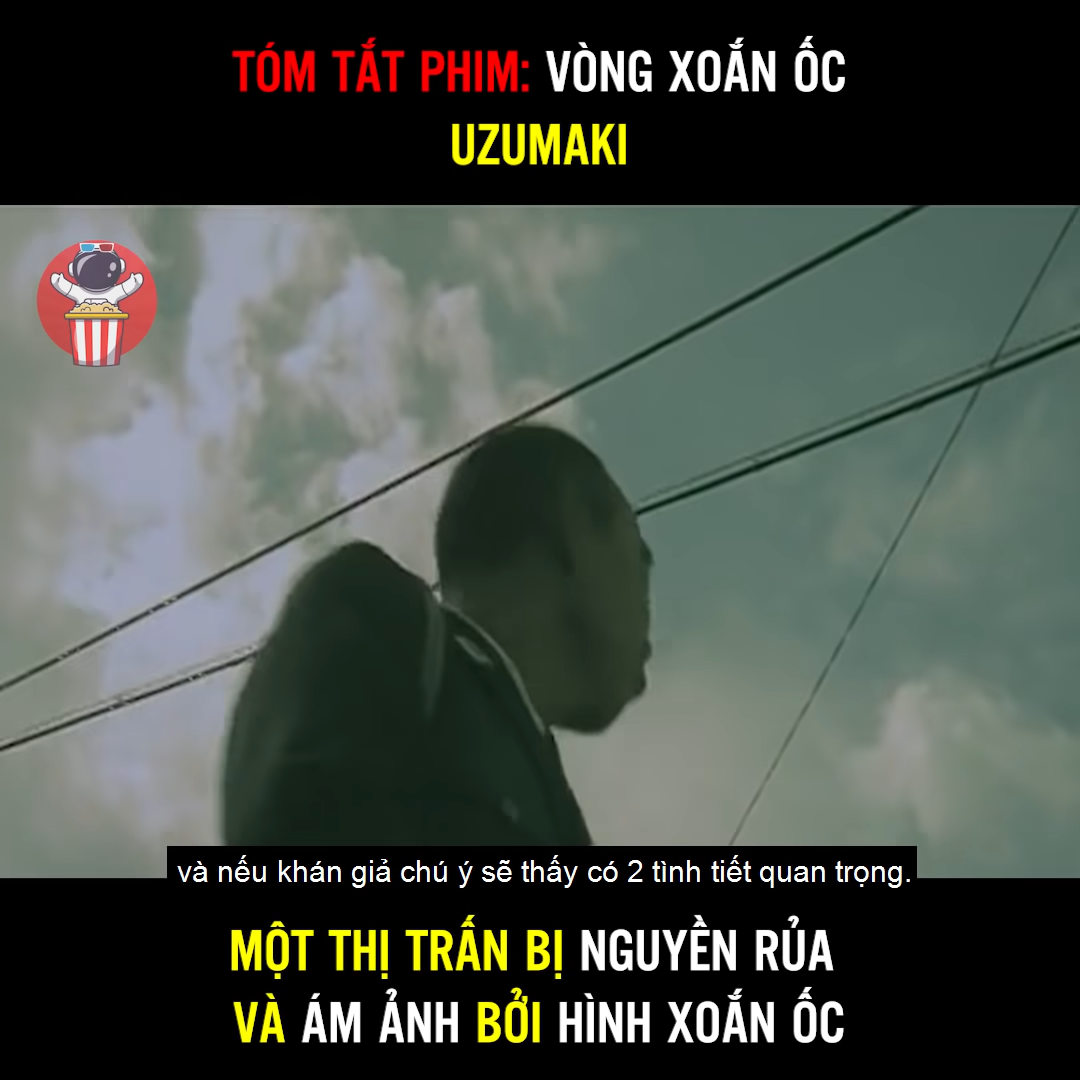 TÓM TẮT PHIM: VÒNG XOẮN ỐC
UZUMAKI
và nếu khán giả chú ý sẽ thấy có 2 tình tiết quan trọng.
MỘT THỊ TRẤN BỊ NGUYỀN RỦA
VÀ ÁM ẢNH BỞI HÌNH XOẮN ỐC